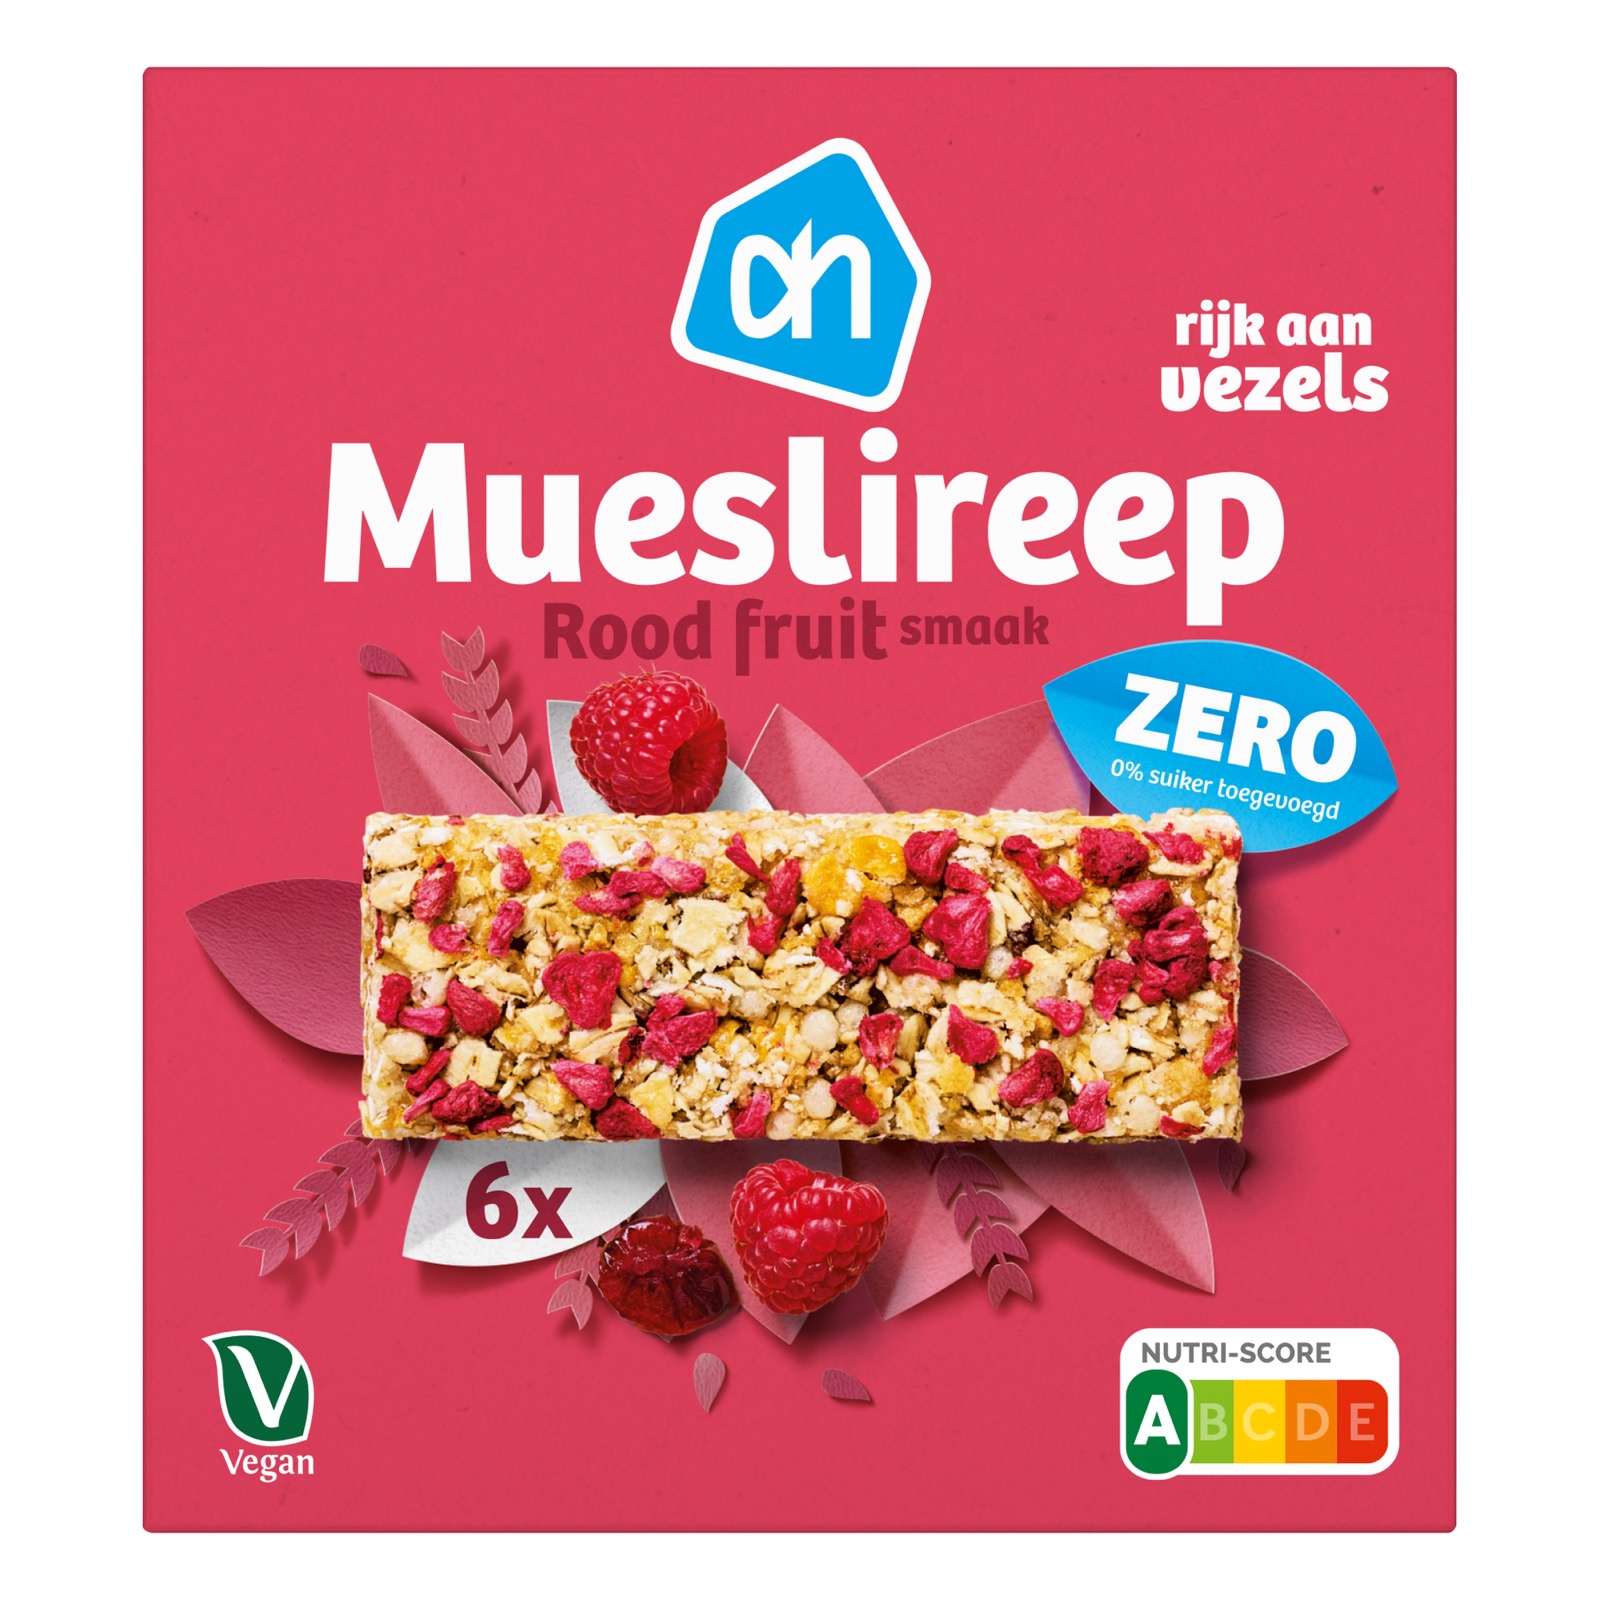 ah
rijk aan
vezels
Mueslireep
Rood fruit smaak
ZERO
0% suiker toegevoegd
6x
V
Vegan
NUTRI-SCORE
A B C D E